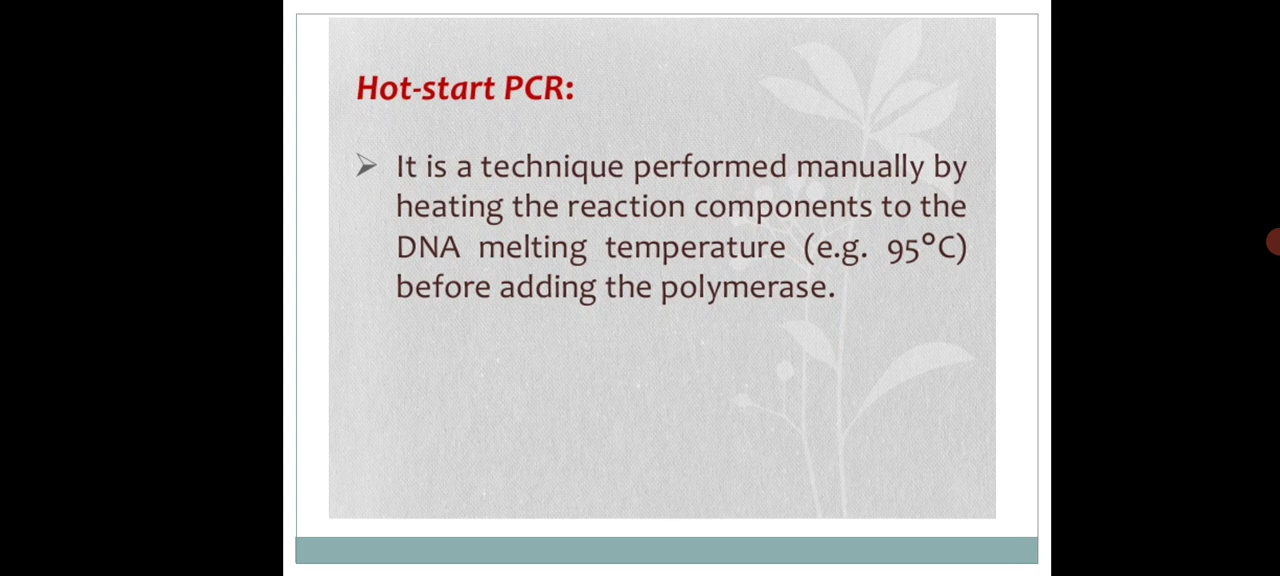 Hot-start PCR:
It is a technique performed manually by
heating the reaction components to the
DNA melting temperature (e.g. 95°C)
before adding the polymerase.